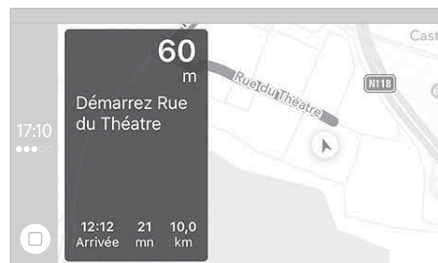 17:10
60
m
Démarrez Rue
du Théatre
12:12 21 10,0
Arrivée mn km
Rue du Théatre
N118
Cast